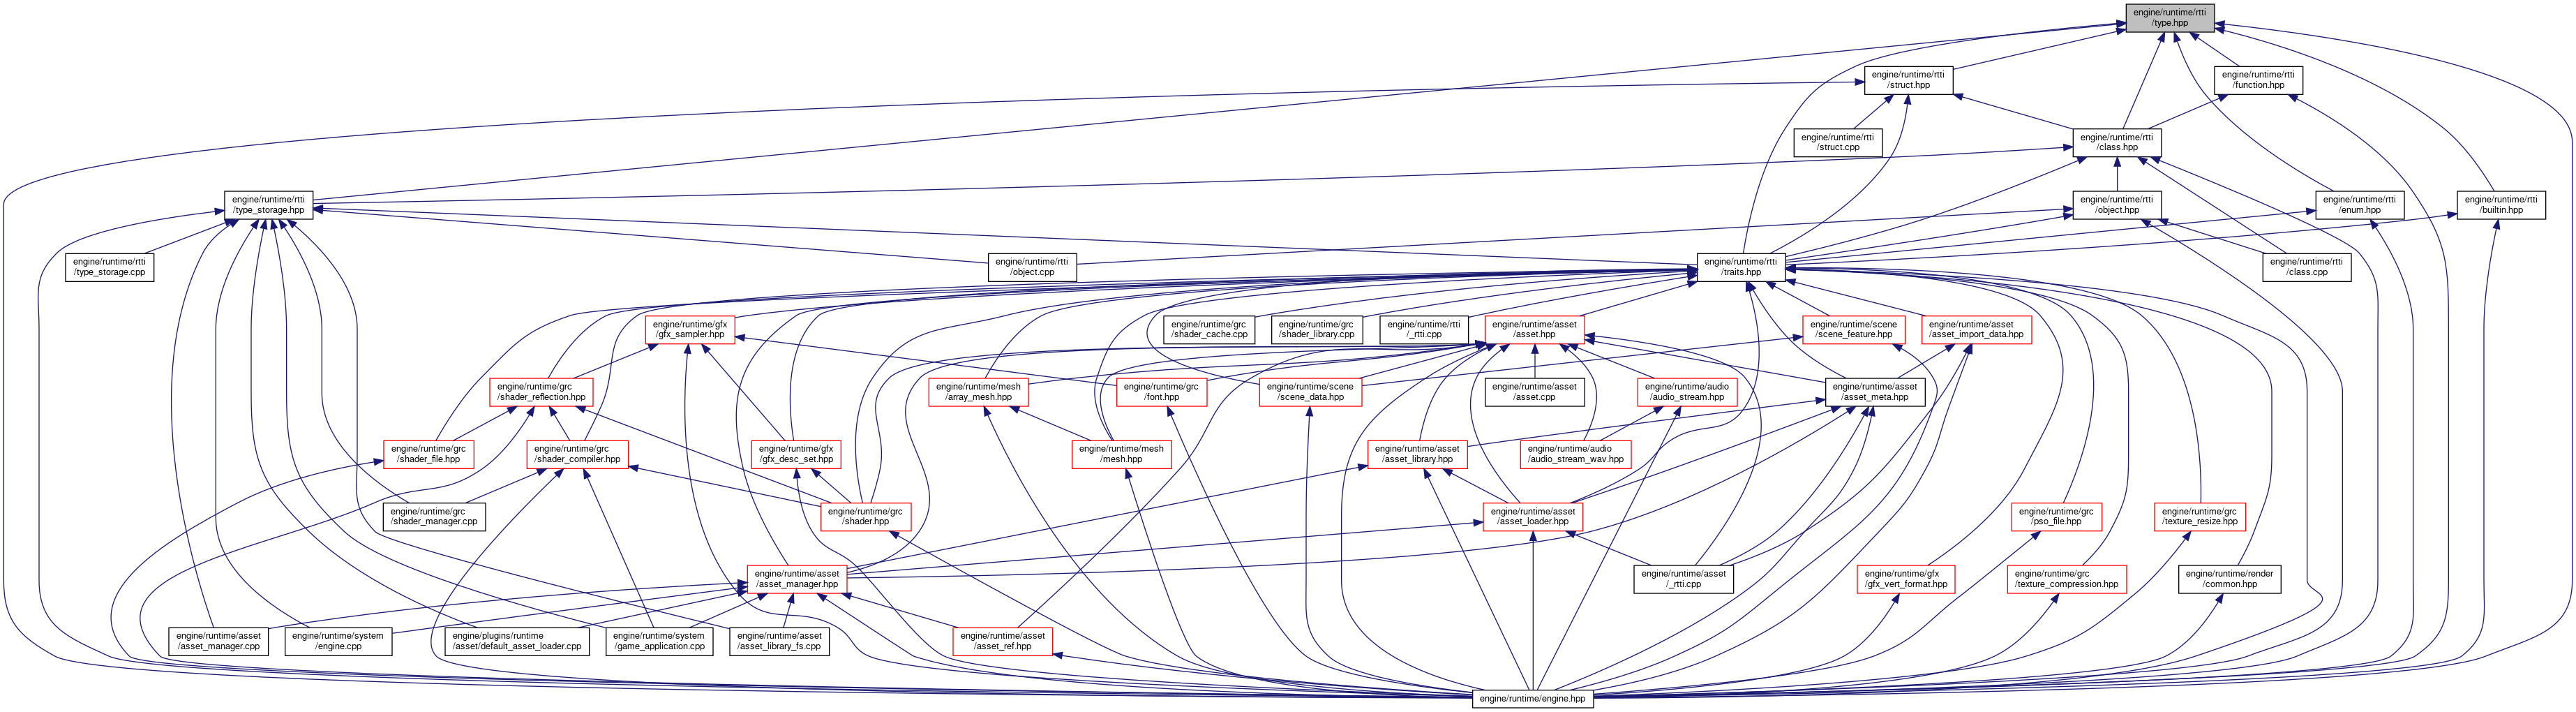 engine/runtime/rtti
/type.hpp
engine/runtime/rtti
/struct.hpp
engine/runtime/rtti
/function.hpp
engine/runtime/rtti
/struct.cpp
engine/runtime/rtti
/class.hpp
engine/runtime/rtti
/type_storage.hpp
engine/runtime/rtti
/object.hpp
engine/runtime/rtti
/enum.hpp
engine/runtime/rtti
/builtin.hpp
engine/runtime/rtti
/type_storage.cpp
engine/runtime/rtti
/object.cpp
engine/runtime/rtti
/traits.hpp
engine/runtime/rtti
/class.cpp
engine/runtime/gfx
/gfx_sampler.hpp
engine/runtime/grc
/shader_cache.cpp
engine/runtime/grc
/shader_library.cpp
engine/runtime/rtti
/_rtti.cpp
engine/runtime/asset
/asset.hpp
engine/runtime/scene
/scene_feature.hpp
engine/runtime/asset
/asset_import_data.hpp
engine/runtime/grc
/shader_reflection.hpp
engine/runtime/mesh
/array_mesh.hpp
engine/runtime/grc
/font.hpp
engine/runtime/scene
/scene_data.hpp
engine/runtime/asset
/asset.cpp
engine/runtime/audio
/audio_stream.hpp
engine/runtime/asset
/asset_meta.hpp
engine/runtime/grc
/shader_file.hpp
engine/runtime/grc
/shader_compiler.hpp
engine/runtime/gfx
/gfx_desc_set.hpp
engine/runtime/mesh
/mesh.hpp
engine/runtime/asset
/asset_library.hpp
engine/runtime/audio
/audio_stream_wav.hpp
engine/runtime/grc
/shader_manager.cpp
engine/runtime/grc
/shader.hpp
engine/runtime/asset
/asset_loader.hpp
engine/runtime/grc
/pso_file.hpp
engine/runtime/grc
/texture_resize.hpp
engine/runtime/asset
/asset_manager.hpp
engine/runtime/asset
/_rtti.cpp
engine/runtime/gfx
/gfx_vert_format.hpp
engine/runtime/grc
/texture_compression.hpp
engine/runtime/render
/common.hpp
engine/runtime/asset
/asset_manager.cpp
engine/runtime/system
/engine.cpp
engine/plugins/runtime
/asset/default_asset_loader.cpp
engine/runtime/system
/game_application.cpp
engine/runtime/asset
/asset_library_fs.cpp
engine/runtime/asset
/asset_ref.hpp
engine/runtime/engine.hpp